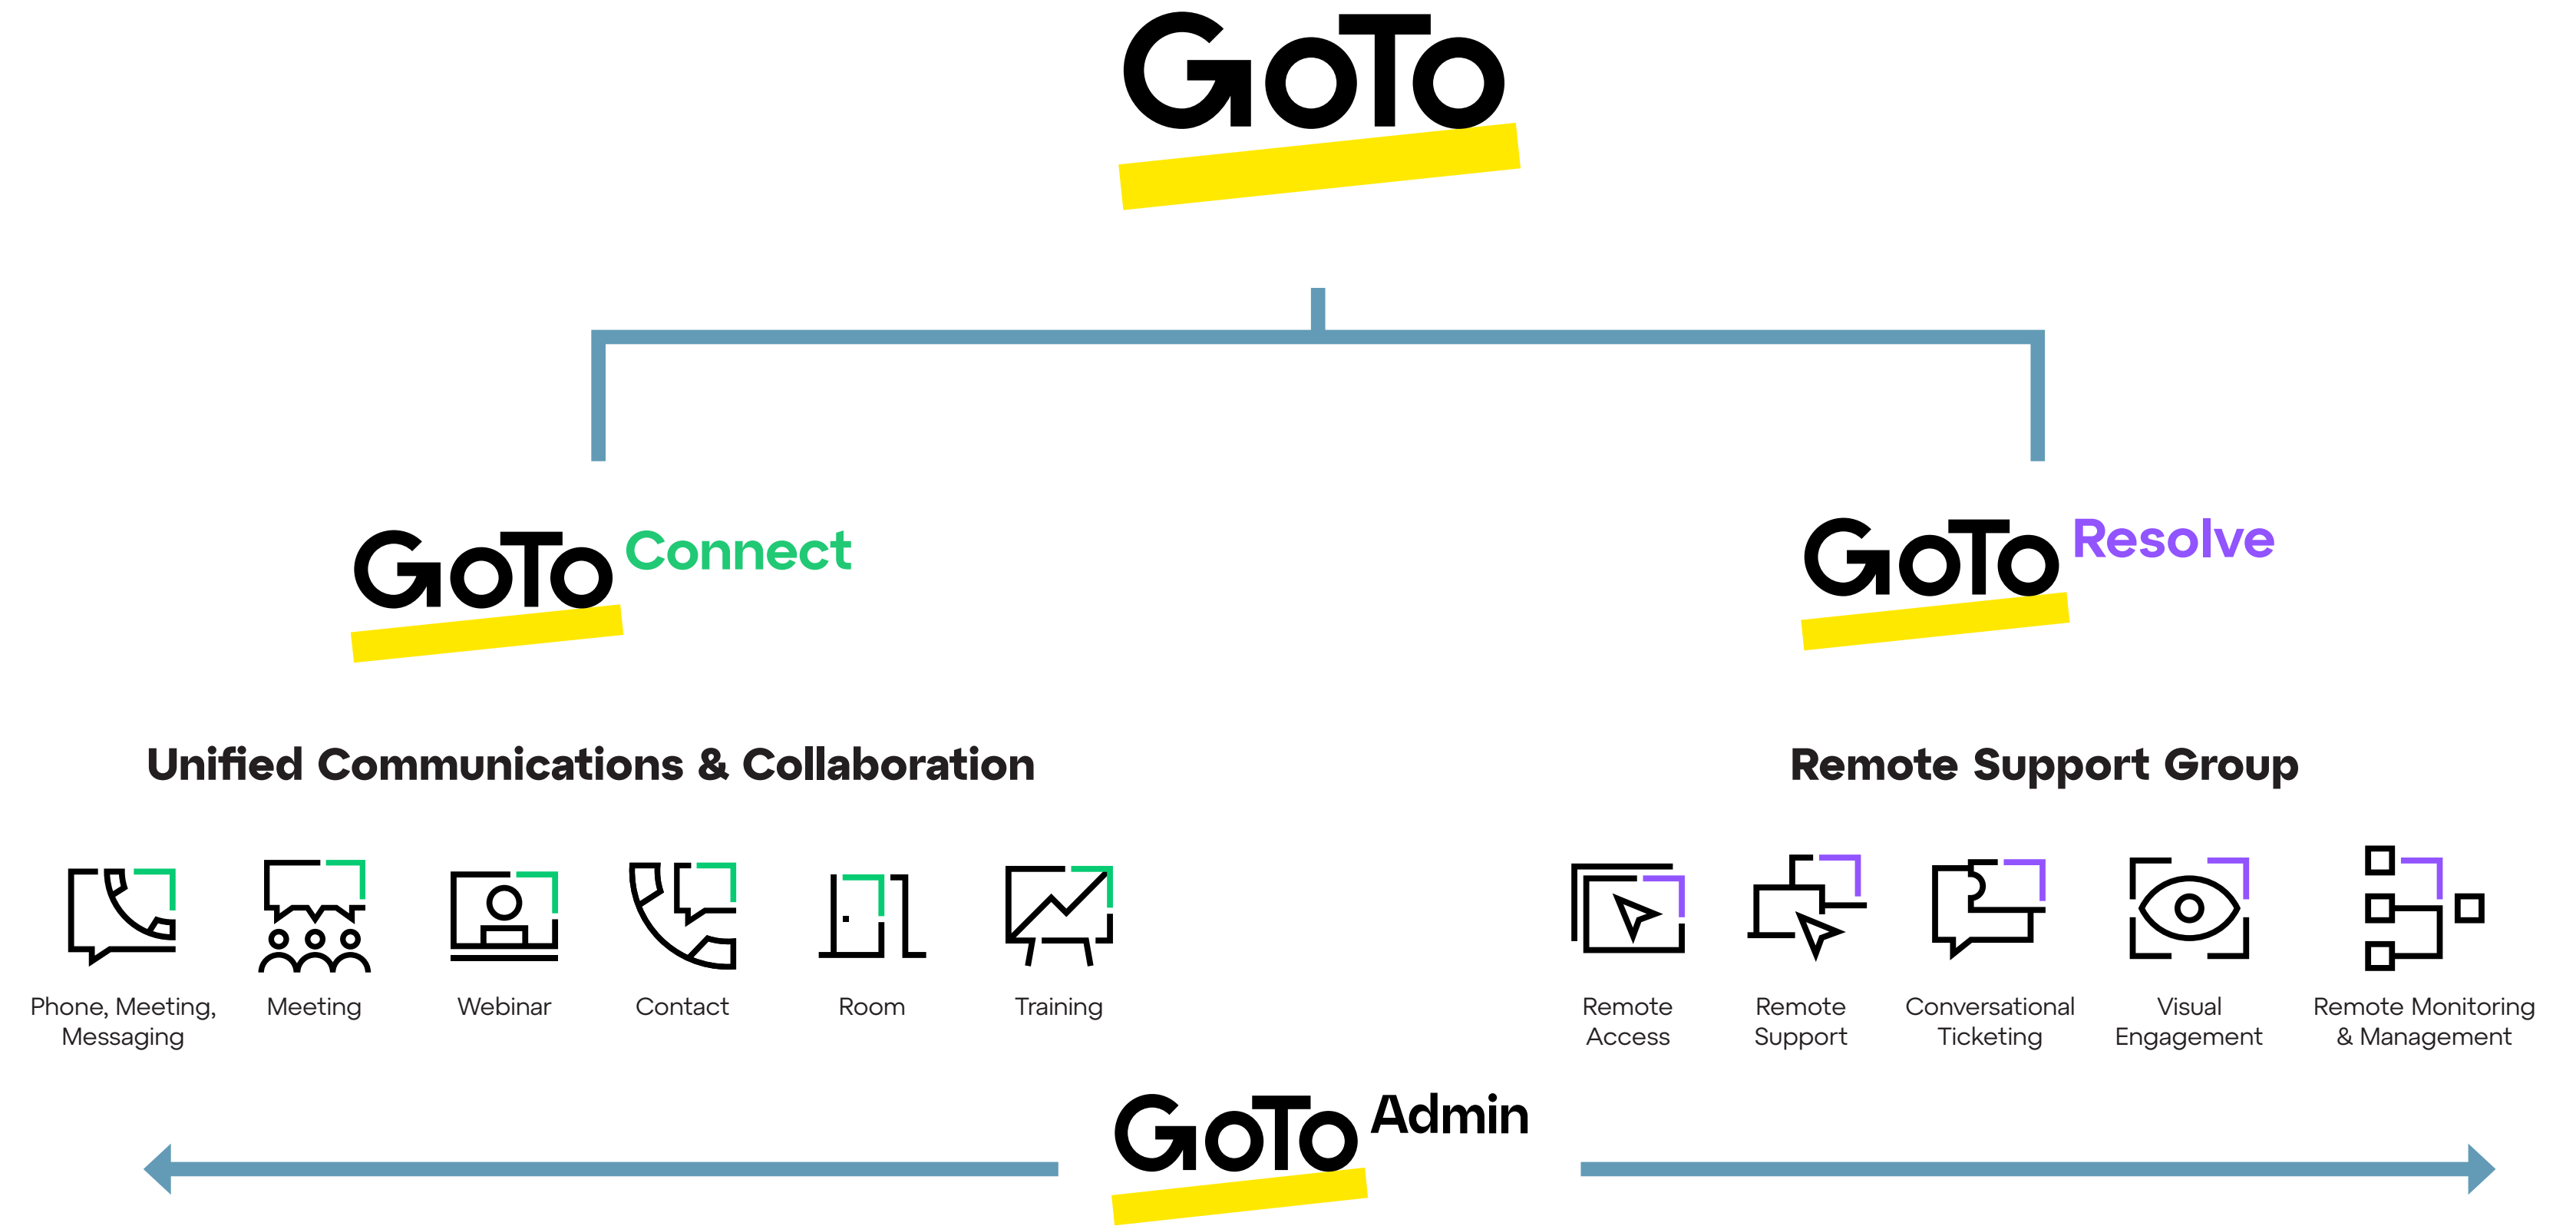 GoTo
GoTo Connect
GoTo Resolve
Unified Communications & Collaboration
Remote Support Group
Phone, Meeting,
Messaging
Meeting
Webinar
Contact
Room
Training
Remote
Access
Remote
Support
Conversational
Ticketing
Visual
Engagement
Remote Monitoring
& Management
GoTo Admin